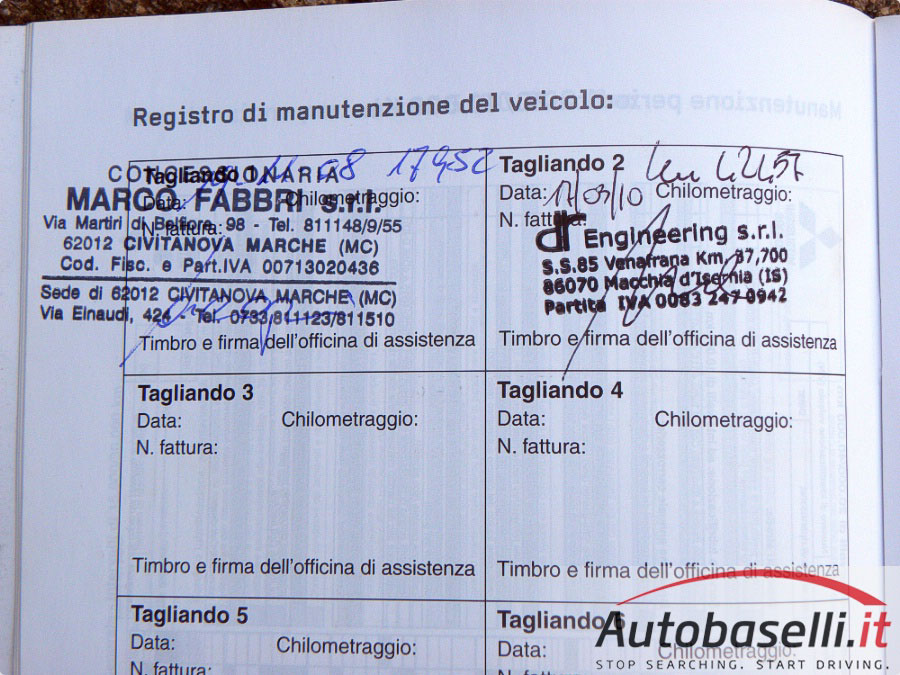 Registro di manutenzione del veicolo:
CONCESSIONARIA
Tagliando 1
11 08 17452
Data: Chilometraggio:
MARCO FABBRI s.r.l.
N. fattura:
Via Martiri di Belfiore, 98 - Tel. 811148/9/55
62012 CIVITANOVA MARCHE (MC)
Cod. Fisc. e Part.IVA 00713020436
Sede di 62012 CIVITANOVA MARCHE (MC)
Via Einaudi, 424 - Tel. 0733/811123/811510
Timbro e firma dell'officina di assistenza
Tagliando 2
Data: 17/03/10 Chilometraggio:
N. fattura:
Engineering s.r.l.
S.S.85 Venafrana Km. 37,700
86070 Macchia d'Isernia (IS)
Partita IVA 0083 247 0942
Timbro e firma dell'officina di assistenza
Tagliando 3
Data: Chilometraggio:
N. fattura:
Timbro e firma dell'officina di assistenza
Tagliando 4
Data: Chilometraggio:
N. fattura:
Timbro e firma dell'officina di assistenza
Tagliando 5
Data: Chilometraggio:
N. fattura:
Tagliando 6
Data: Chilometraggio:
Autobaselli.it
STOP SEARCHING. START DRIVING.